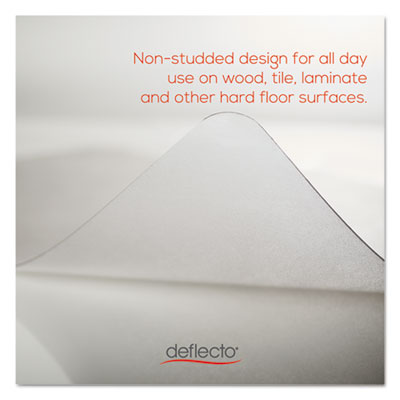 Non-studded design for all day
use on wood, tile, laminate
and other hard floor surfaces.
deflecto®